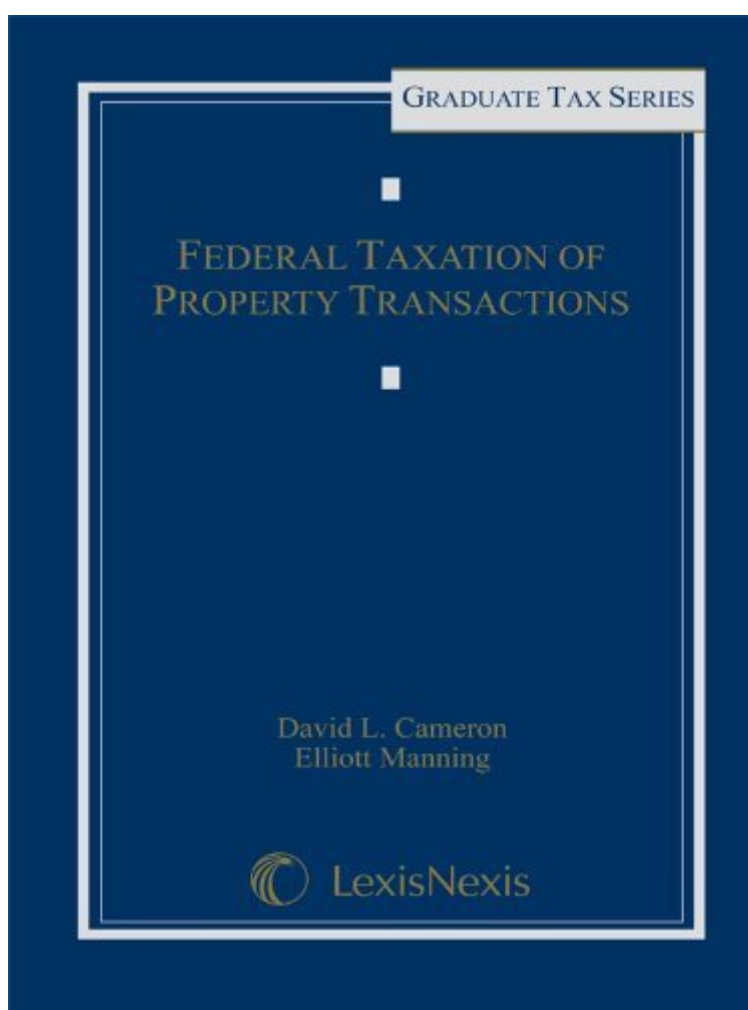 GRADUATE TAX SERIES
FEDERAL TAXATION OF
PROPERTY TRANSACTIONS
David L. Cameron
Elliott Manning
LexisNexis